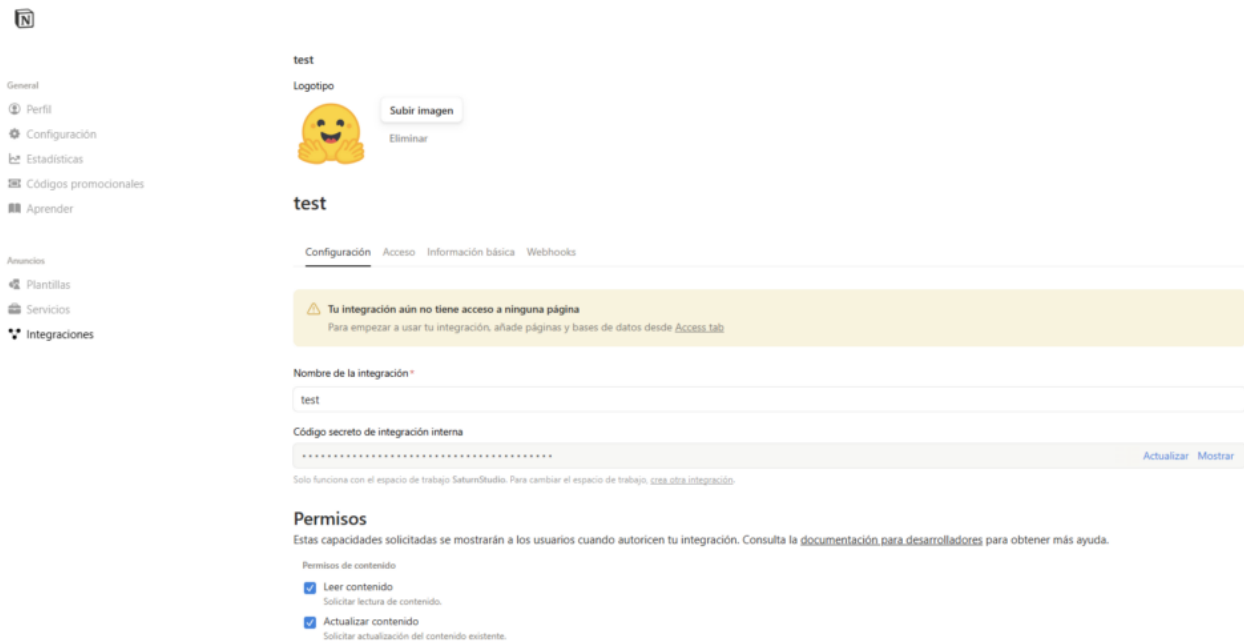 N
test
General
Logotipo
Perfil
Subir imagen
Configuración
Eliminar
Estadísticas
Códigos promocionales
Aprender
test
Configuración Acceso Información básica Webhooks
Anuncios
Plantillas
Servicios
Integraciones
Tu integración aún no tiene acceso a ninguna página
Para empezar a usar tu integración, añade páginas y bases de datos desde Access tab
Nombre de la integración *
test
Código secreto de integración interna
•••••••••••••••••••••••••••••••••••••••• Actualizar Mostrar
Solo funciona con el espacio de trabajo SaturnStudio. Para cambiar el espacio de trabajo, crea otra integración.
Permisos
Estas capacidades solicitadas se mostrarán a los usuarios cuando autoricen tu integración. Consulta la documentación para desarrolladores para obtener más ayuda.
Permisos de contenido
Leer contenido
Solicitar lectura de contenido.
Actualizar contenido
Solicitar actualización del contenido existente.